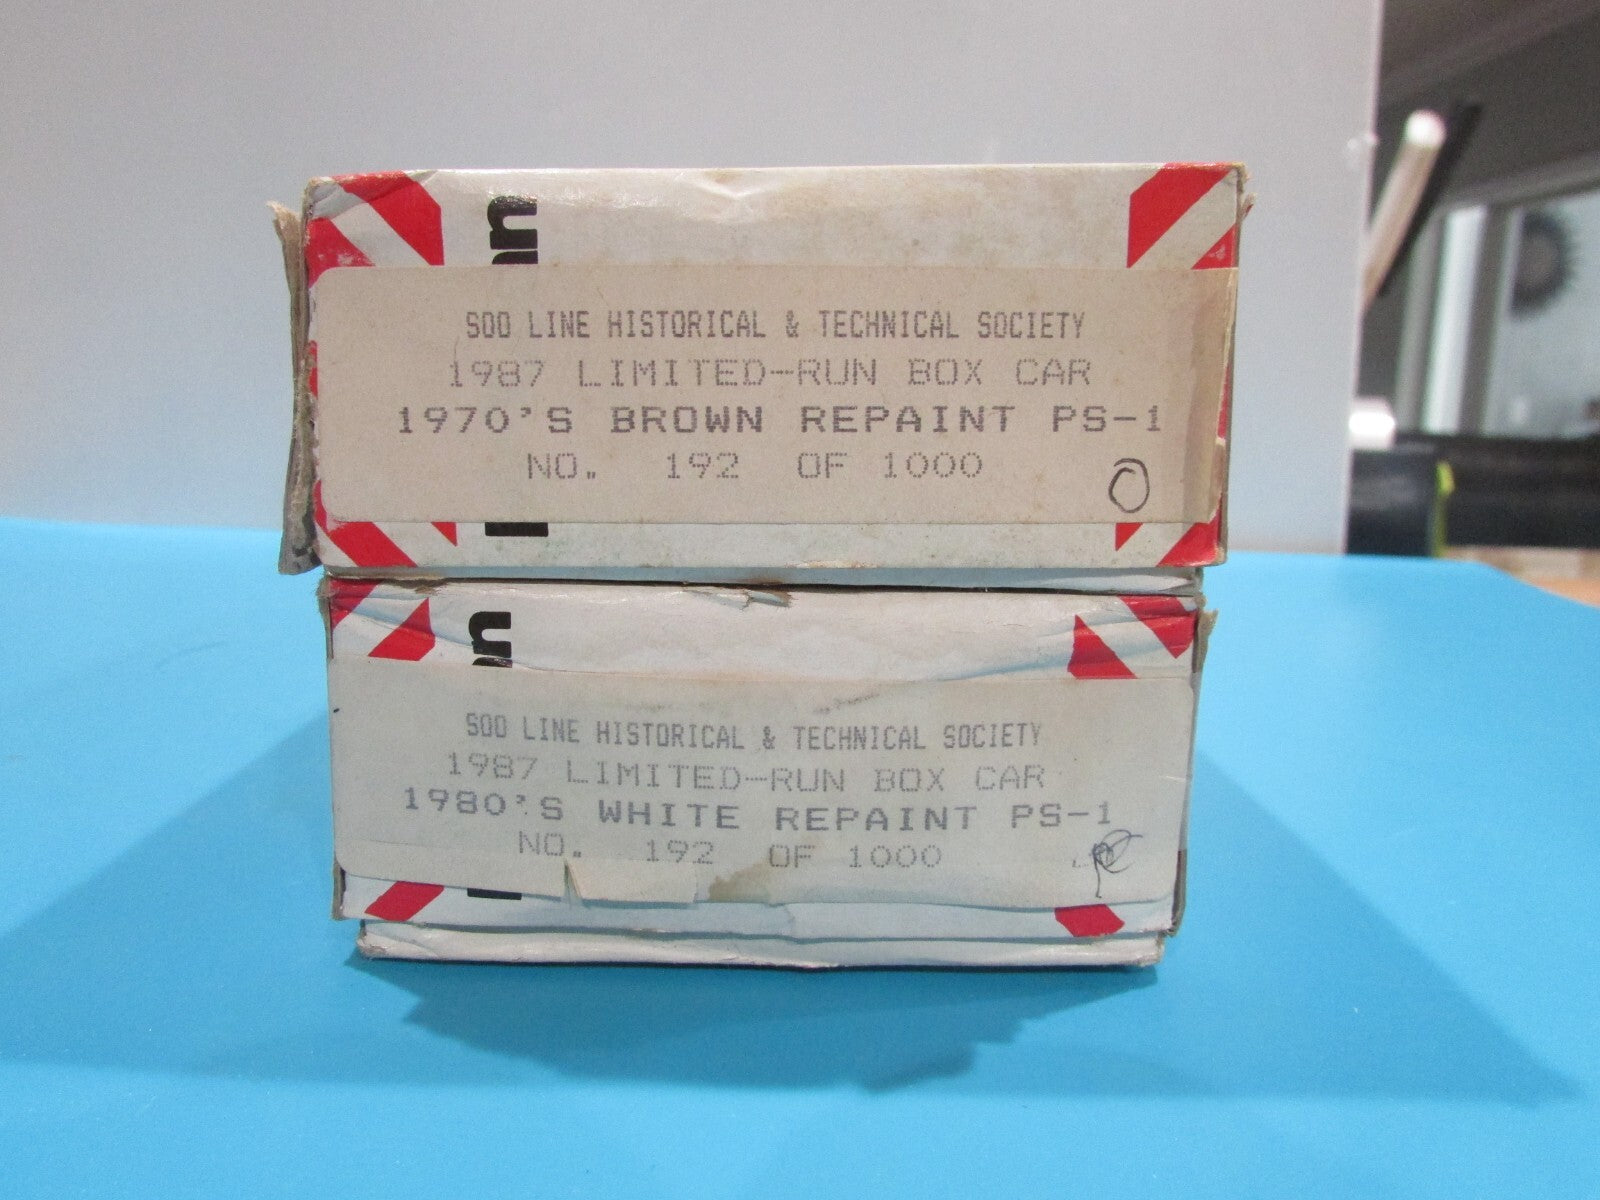 nn
SOO LINE HISTORICAL & TECHNICAL SOCIETY
1987 LIMITED-RUN BOX CAR
1970'S BROWN REPAINT PS-1
NO. 192 OF 1000
O
nn
SOO LINE HISTORICAL & TECHNICAL SOCIETY
1987 LIMITED-RUN BOX CAR
1980'S WHITE REPAINT PS-1
NO. 192 OF 1000